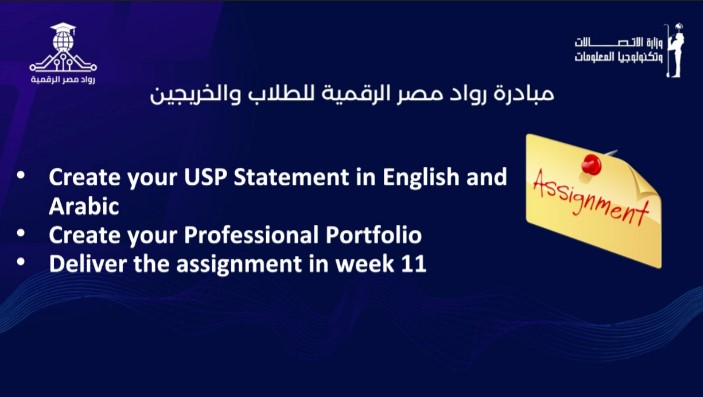 رواد مصر الرقمية
وزارة الاتصـــــالات
وتكنولوجيا المعلومات
مبادرة رواد مصر الرقمية للطلاب والخريجين
• Create your USP Statement in English and
Arabic
• Create your Professional Portfolio
• Deliver the assignment in week 11
Assignment